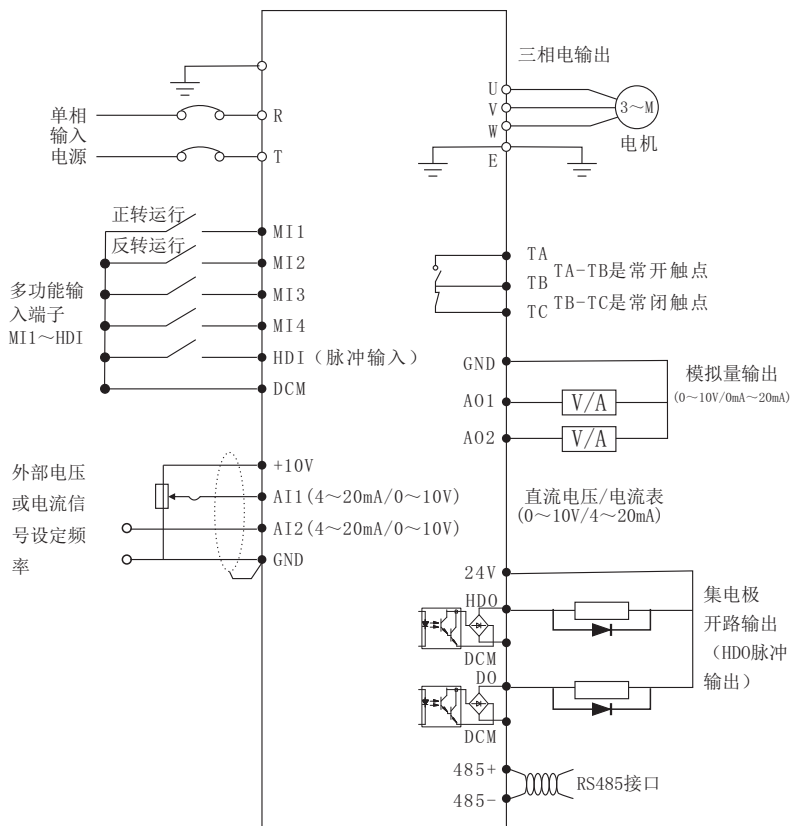 三相电输出
U
V
W
E
3～M
电机
单相
输入
电源
R
T
正转运行
反转运行
多功能输
入端子
MI1～HDI
MI1
MI2
MI3
MI4
HDI（脉冲输入）
DCM
TA
TB
TC
TA-TB是常开触点
TB-TC是常闭触点
GND
AO1
AO2
V/A
V/A
模拟量输出
(0～10V/0mA～20mA)
外部电压
或电流信
号设定频
率
+10V
AI1(4～20mA/0～10V)
AI2(4～20mA/0～10V)
GND
直流电压/电流表
(0～10V/4～20mA)
24V
HDO
DCM
DO
DCM
集电极
开路输出
（HDO脉冲
输出）
485+
485-
RS485接口